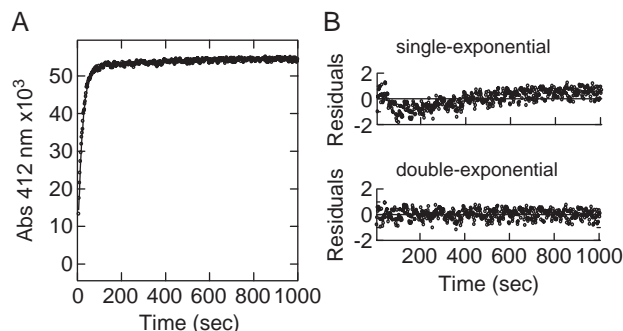 A
Abs 412 nm x10³
60
50
40
30
20
10
0
0 200 400 600 800 1000
Time (sec)
B
single-exponential
Residuals
2
0
-2
double-exponential
Residuals
2
0
-2
200 400 600 800 1000
Time (sec)